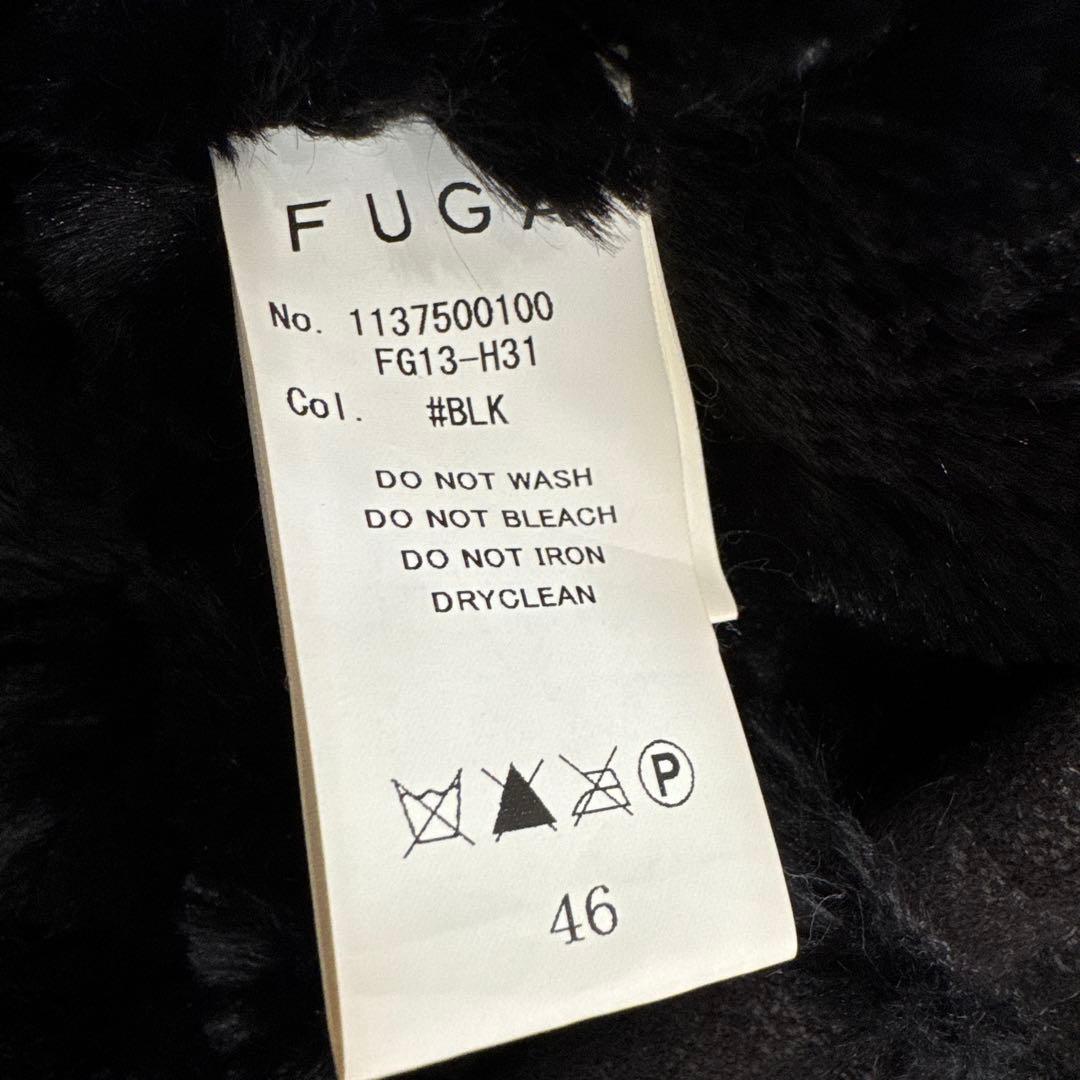 FUGA
No. 1137500100
FG13-H31
Col. #BLK
DO NOT WASH
DO NOT BLEACH
DO NOT IRON
DRYCLEAN
P
46